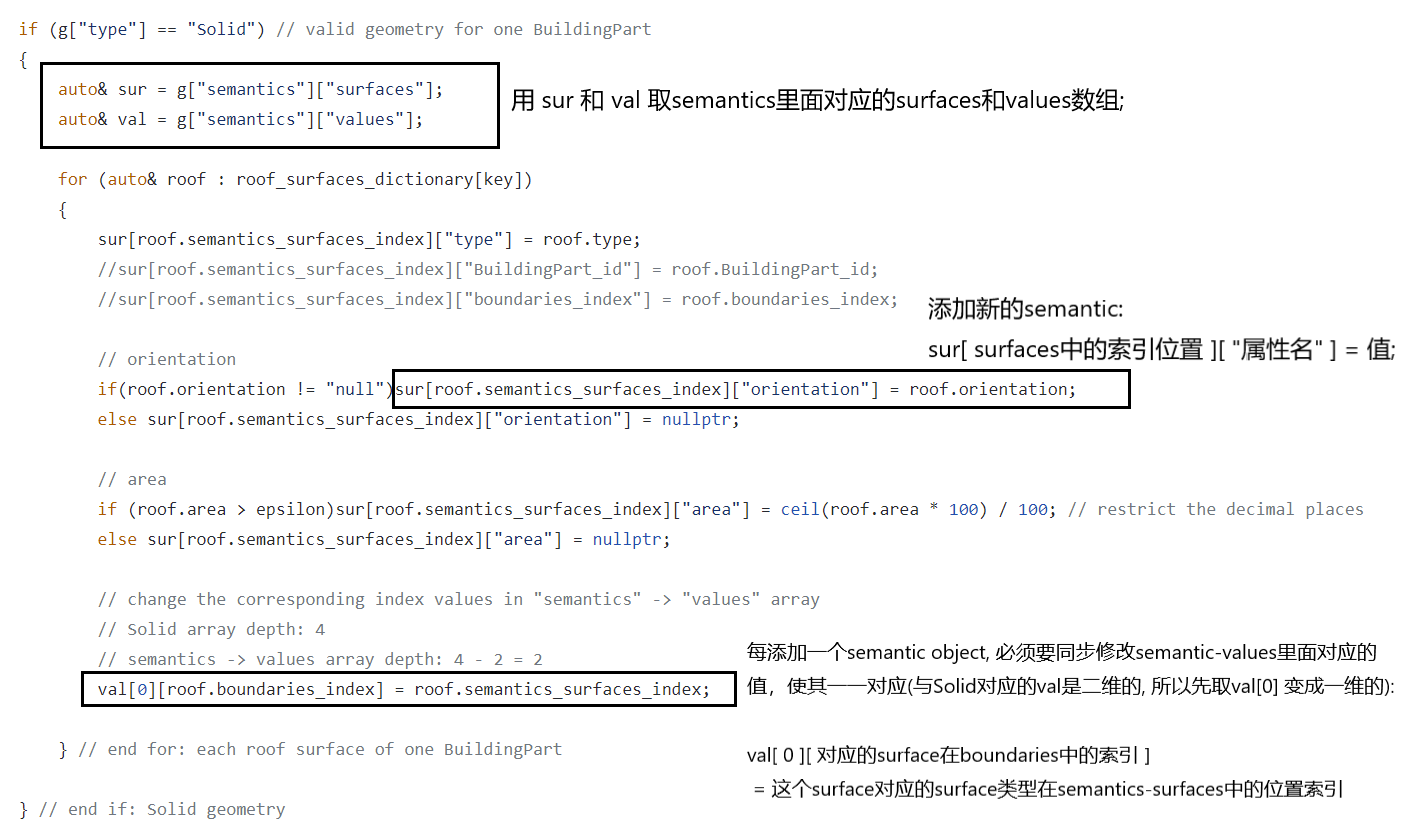 if (g["type"] == "Solid") // valid geometry for one BuildingPart
{
auto& sur = g["semantics"]["surfaces"];
auto& val = g["semantics"]["values"];
用 sur 和 val 取semantics里面对应的surfaces和values数组;
for (auto& roof : roof_surfaces_dictionary[key])
{
sur[roof.semantics_surfaces_index]["type"] = roof.type;
//sur[roof.semantics_surfaces_index]["BuildingPart_id"] = roof.BuildingPart_id;
//sur[roof.semantics_surfaces_index]["boundaries_index"] = roof.boundaries_index;
添加新的semantic:
sur[ surfaces中的索引位置 ][ "属性名" ] = 值;
// orientation
if(roof.orientation != "null")sur[roof.semantics_surfaces_index]["orientation"] = roof.orientation;
else sur[roof.semantics_surfaces_index]["orientation"] = nullptr;
// area
if (roof.area > epsilon)sur[roof.semantics_surfaces_index]["area"] = ceil(roof.area * 100) / 100; // restrict the decimal places
else sur[roof.semantics_surfaces_index]["area"] = nullptr;
// change the corresponding index values in "semantics" -> "values" array
// Solid array depth: 4
// semantics -> values array depth: 4 - 2 = 2
val[0][roof.boundaries_index] = roof.semantics_surfaces_index;
每添加一个semantic object, 必须要同步修改semantic-values里面对应的
值，使其一一对应(与Solid对应的val是二维的, 所以先取val[0] 变成一维的):
val[ 0 ][ 对应的surface在boundaries中的索引 ]
= 这个surface对应的surface类型在semantics-surfaces中的位置索引
} // end for: each roof surface of one BuildingPart
} // end if: Solid geometry